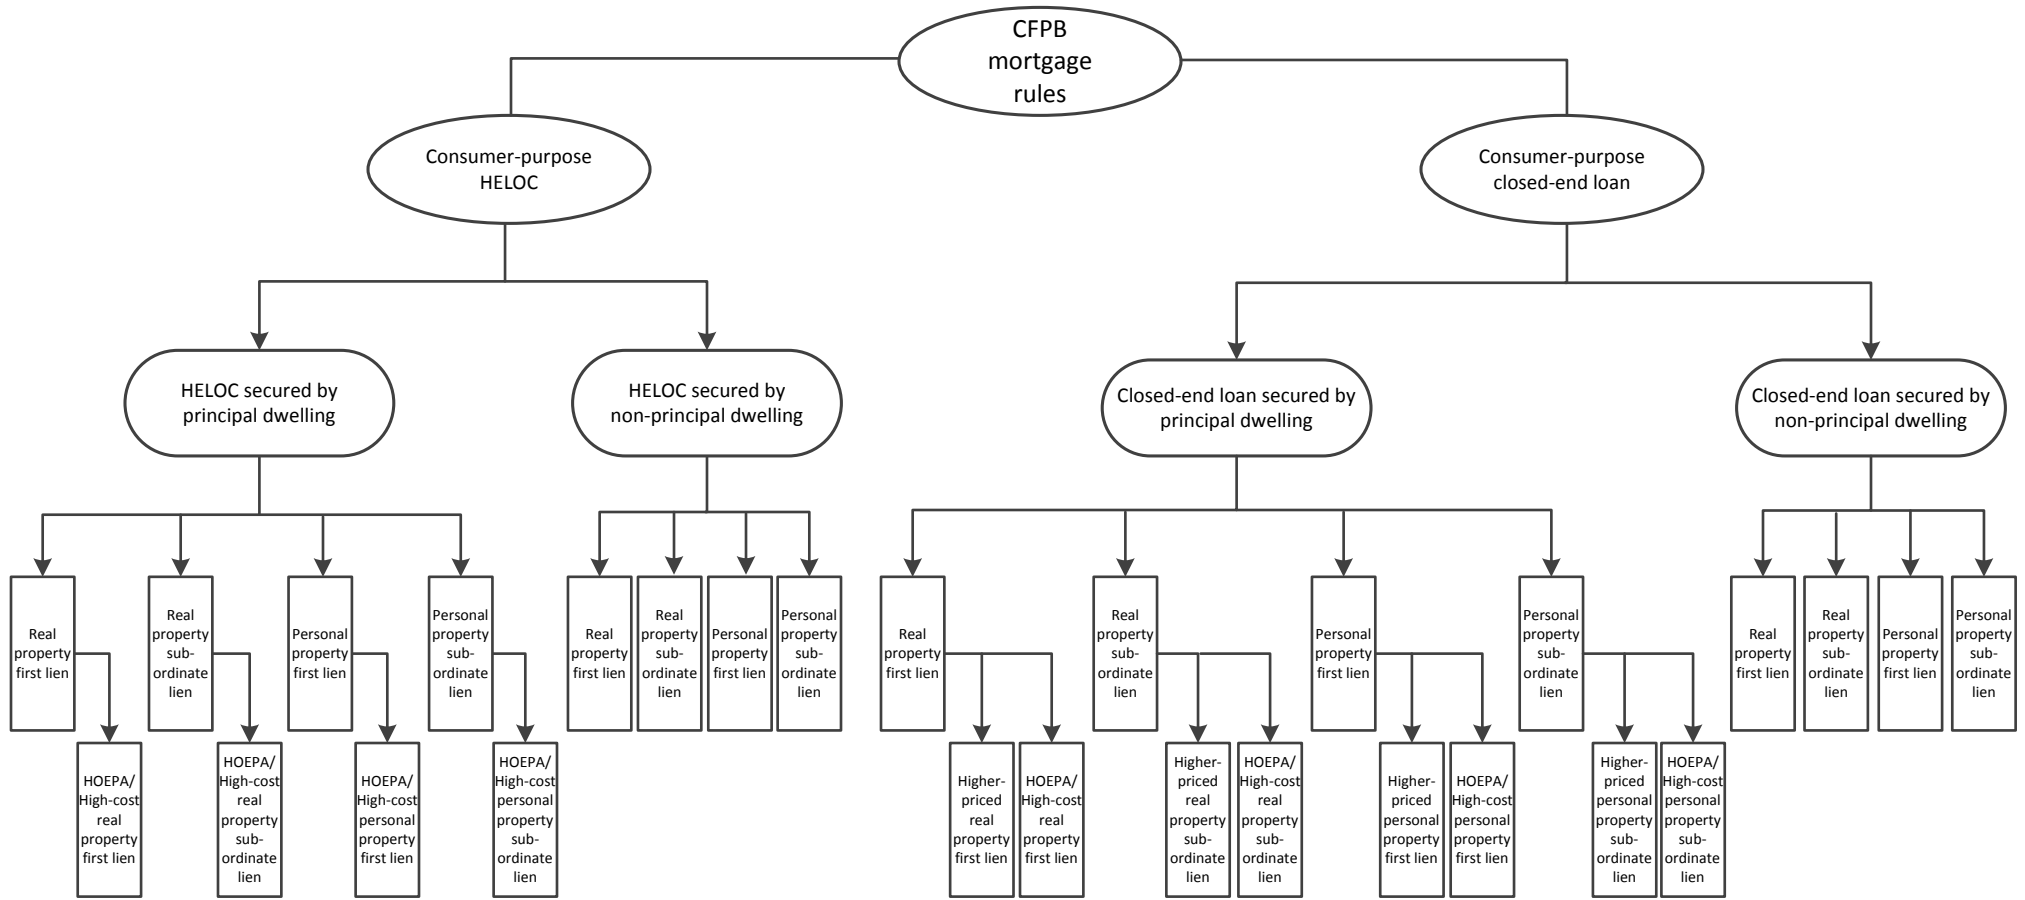 CFPB
mortgage
rules
Consumer-purpose
HELOC
Consumer-purpose
closed-end loan
HELOC secured by
principal dwelling
HELOC secured by
non-principal dwelling
Closed-end loan secured by
principal dwelling
Closed-end loan secured by
non-principal dwelling
Real
property
first lien
Real
property
sub-
ordinate
lien
Personal
property
first lien
Personal
property
sub-
ordinate
lien
Real
property
first lien
Real
property
sub-
ordinate
lien
Personal
property
first lien
Personal
property
sub-
ordinate
lien
Real
property
first lien
Real
property
sub-
ordinate
lien
Personal
property
first lien
Personal
property
sub-
ordinate
lien
Real
property
first lien
Real
property
sub-
ordinate
lien
Personal
property
first lien
Personal
property
sub-
ordinate
lien
HOEPA/
High-cost
real
property
first lien
HOEPA/
High-cost
real
property
sub-
ordinate
lien
HOEPA/
High-cost
personal
property
first lien
HOEPA/
High-cost
personal
property
sub-
ordinate
lien
Higher-
priced
real
property
first lien
HOEPA/
High-cost
real
property
first lien
Higher-
priced
real
property
sub-
ordinate
lien
HOEPA/
High-cost
real
property
sub-
ordinate
lien
Higher-
priced
personal
property
first lien
HOEPA/
High-cost
personal
property
first lien
Higher-
priced
personal
property
sub-
ordinate
lien
HOEPA/
High-cost
personal
property
sub-
ordinate
lien